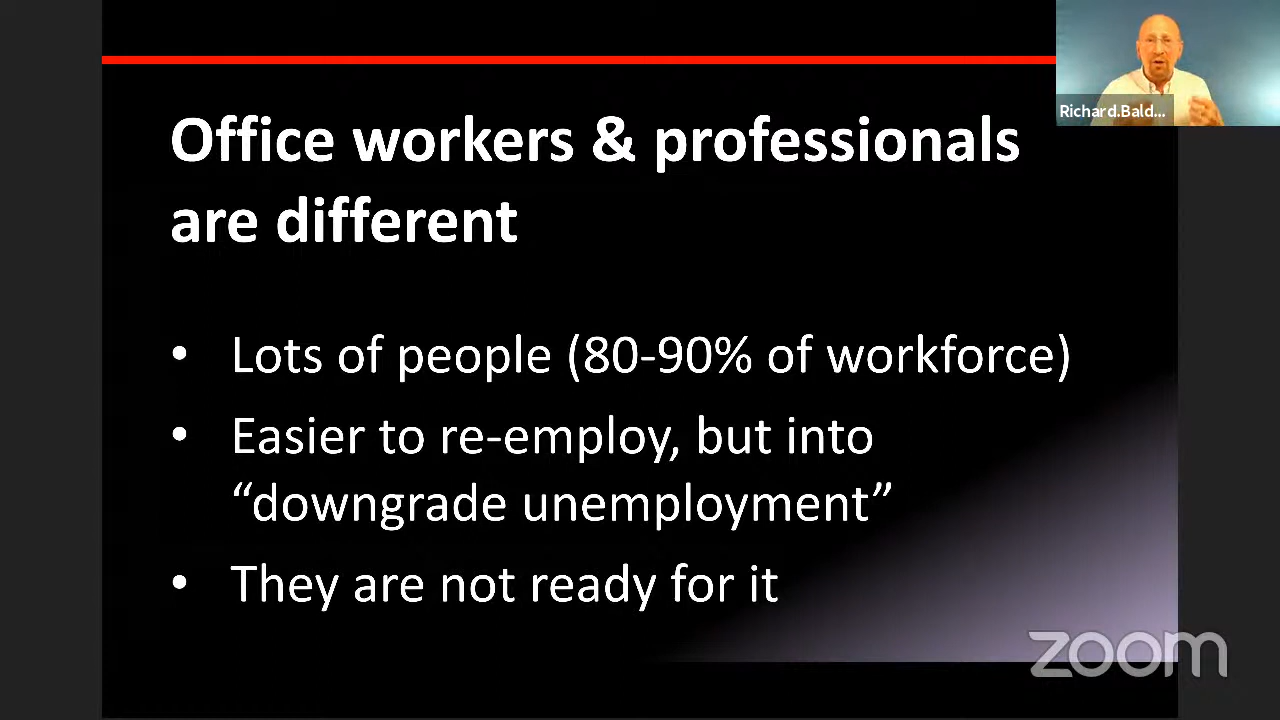 Richard.Bald...
Office workers & professionals
are different
• Lots of people (80-90% of workforce)
• Easier to re-employ, but into
“downgrade unemployment”
• They are not ready for it
zoom